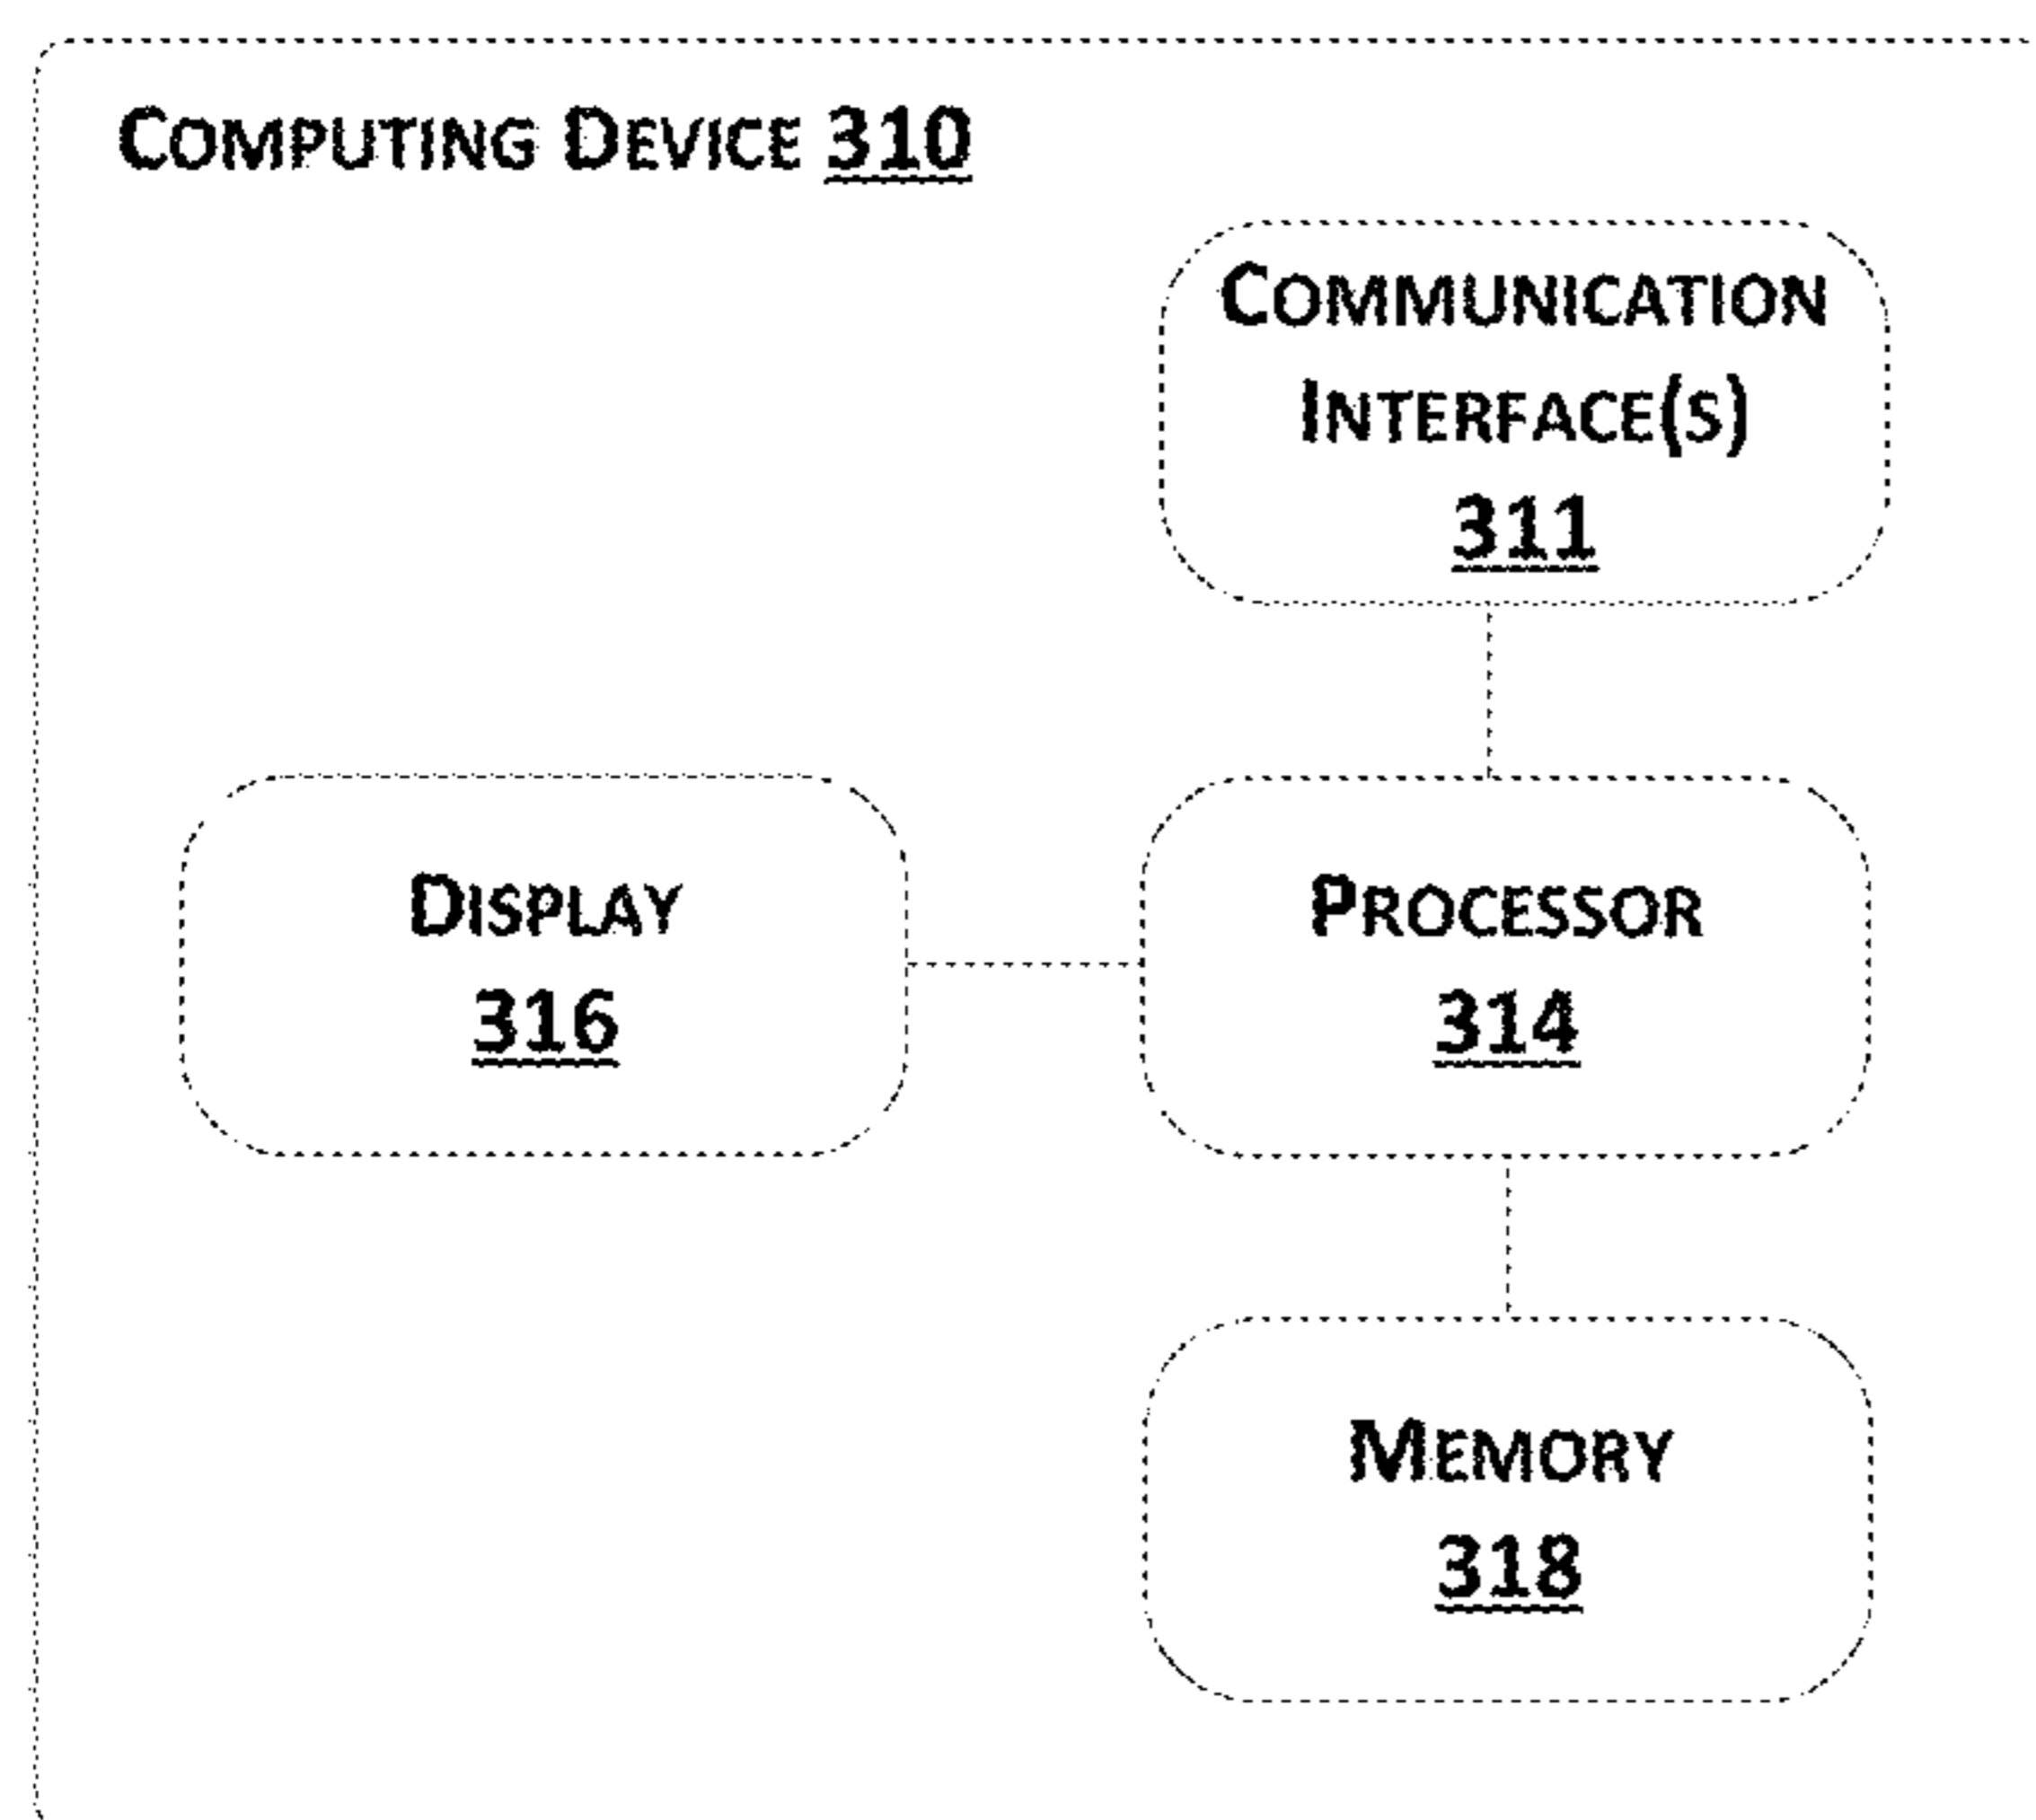 COMPUTING DEVICE 310
COMMUNICATION
INTERFACE(S)
311
DISPLAY
316
PROCESSOR
314
MEMORY
318